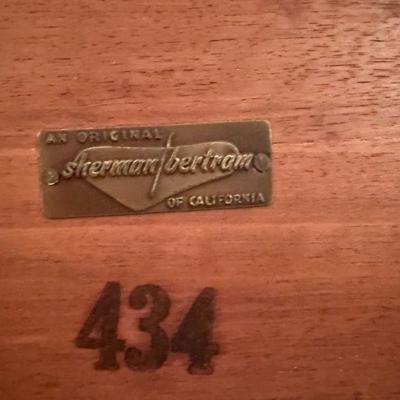 AN ORIGINAL
sherman/bertram
OF CALIFORNIA
434